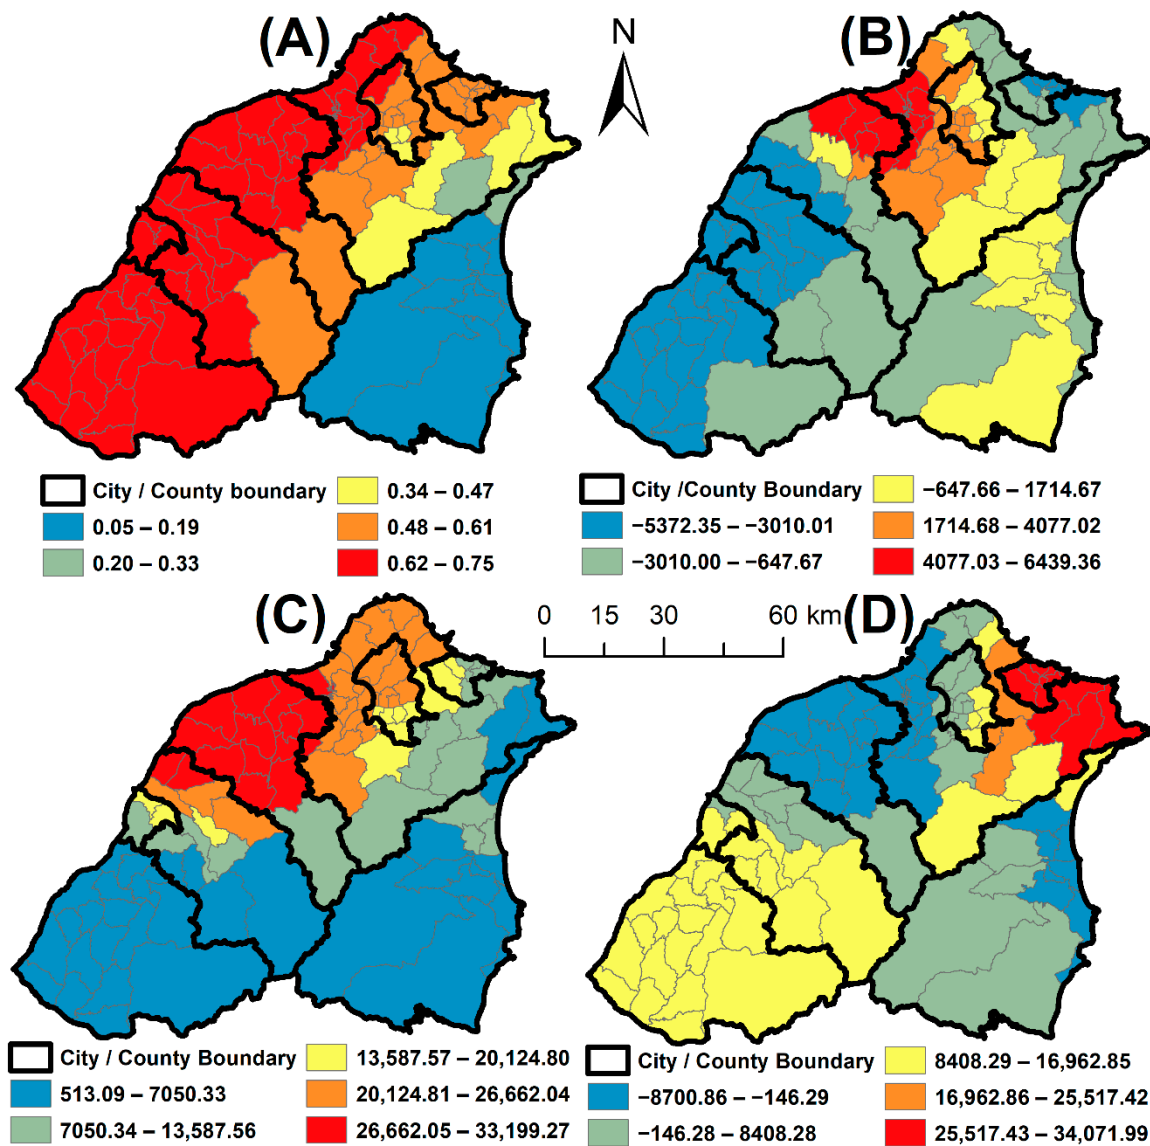 (A)
N
(B)
City / County boundary
0.05 – 0.19
0.20 – 0.33
0.34 – 0.47
0.48 – 0.61
0.62 – 0.75
City /County Boundary
−5372.35 – −3010.01
−3010.00 – −647.67
−647.66 – 1714.67
1714.68 – 4077.02
4077.03 – 6439.36
(C)
0 15 30 60 km
(D)
City / County Boundary
513.09 – 7050.33
7050.34 – 13,587.56
13,587.57 – 20,124.80
20,124.81 – 26,662.04
26,662.05 – 33,199.27
City / County Boundary
−8700.86 – −146.29
−146.28 – 8408.28
8408.29 – 16,962.85
16,962.86 – 25,517.42
25,517.43 – 34,071.99